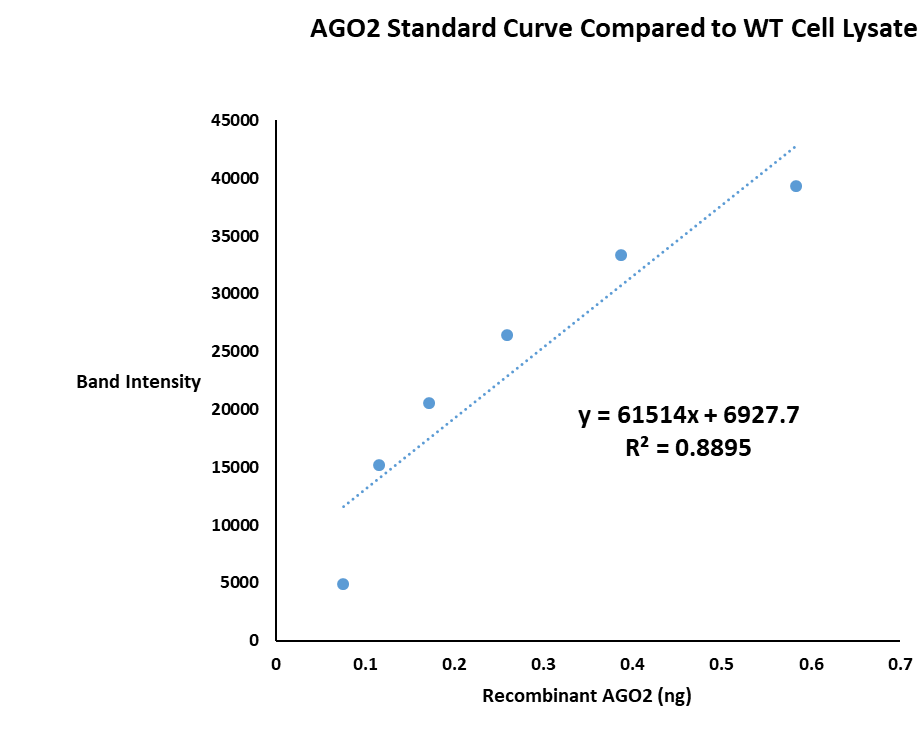 AGO2 Standard Curve Compared to WT Cell Lysate
45000
40000
35000
30000
25000
20000
15000
10000
5000
0
Band Intensity
y = 61514x + 6927.7
R² = 0.8895
0 0.1 0.2 0.3 0.4 0.5 0.6 0.7
Recombinant AGO2 (ng)